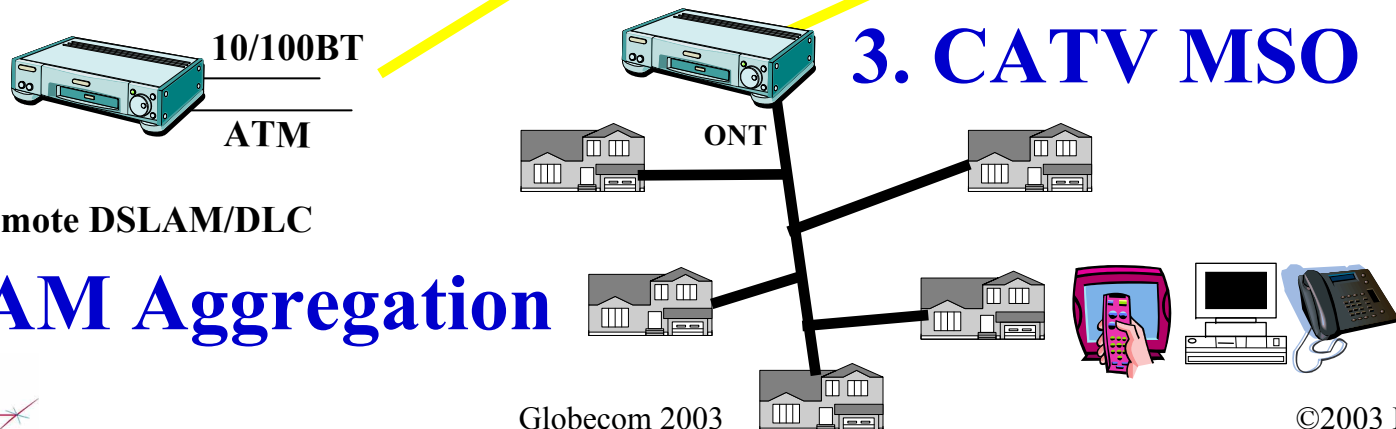 10/100BT
ATM
3. CATV MSO
ONT
mote DSLAM/DLC
AM Aggregation
Globecom 2003
©2003